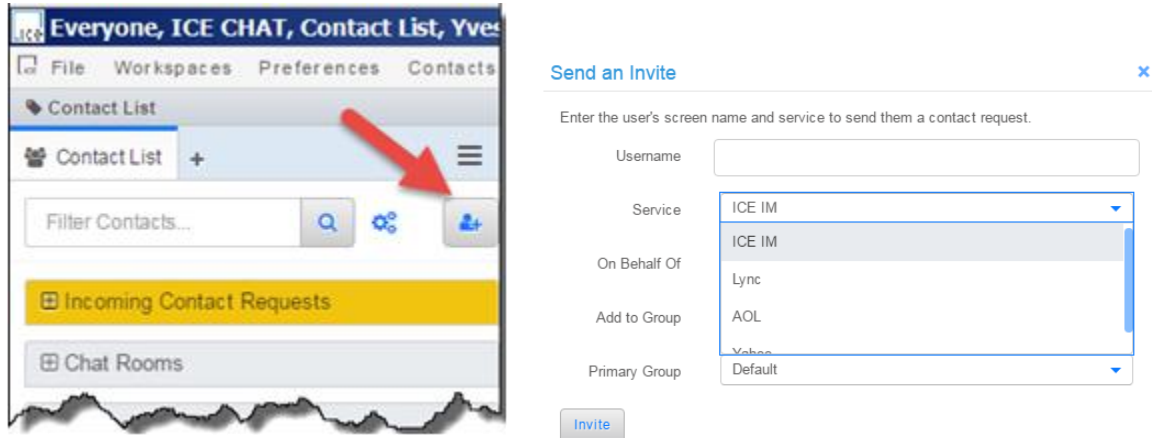 ice Everyone, ICE CHAT, Contact List, Yves
File Workspaces Preferences Contacts
Contact List
Contact List +
Filter Contacts...
Incoming Contact Requests
Chat Rooms
Send an Invite ×
Enter the user's screen name and service to send them a contact request.
Username
Service ICE IM
ICE IM
On Behalf Of
Lync
Add to Group AOL
Yahoo
Primary Group Default
Invite